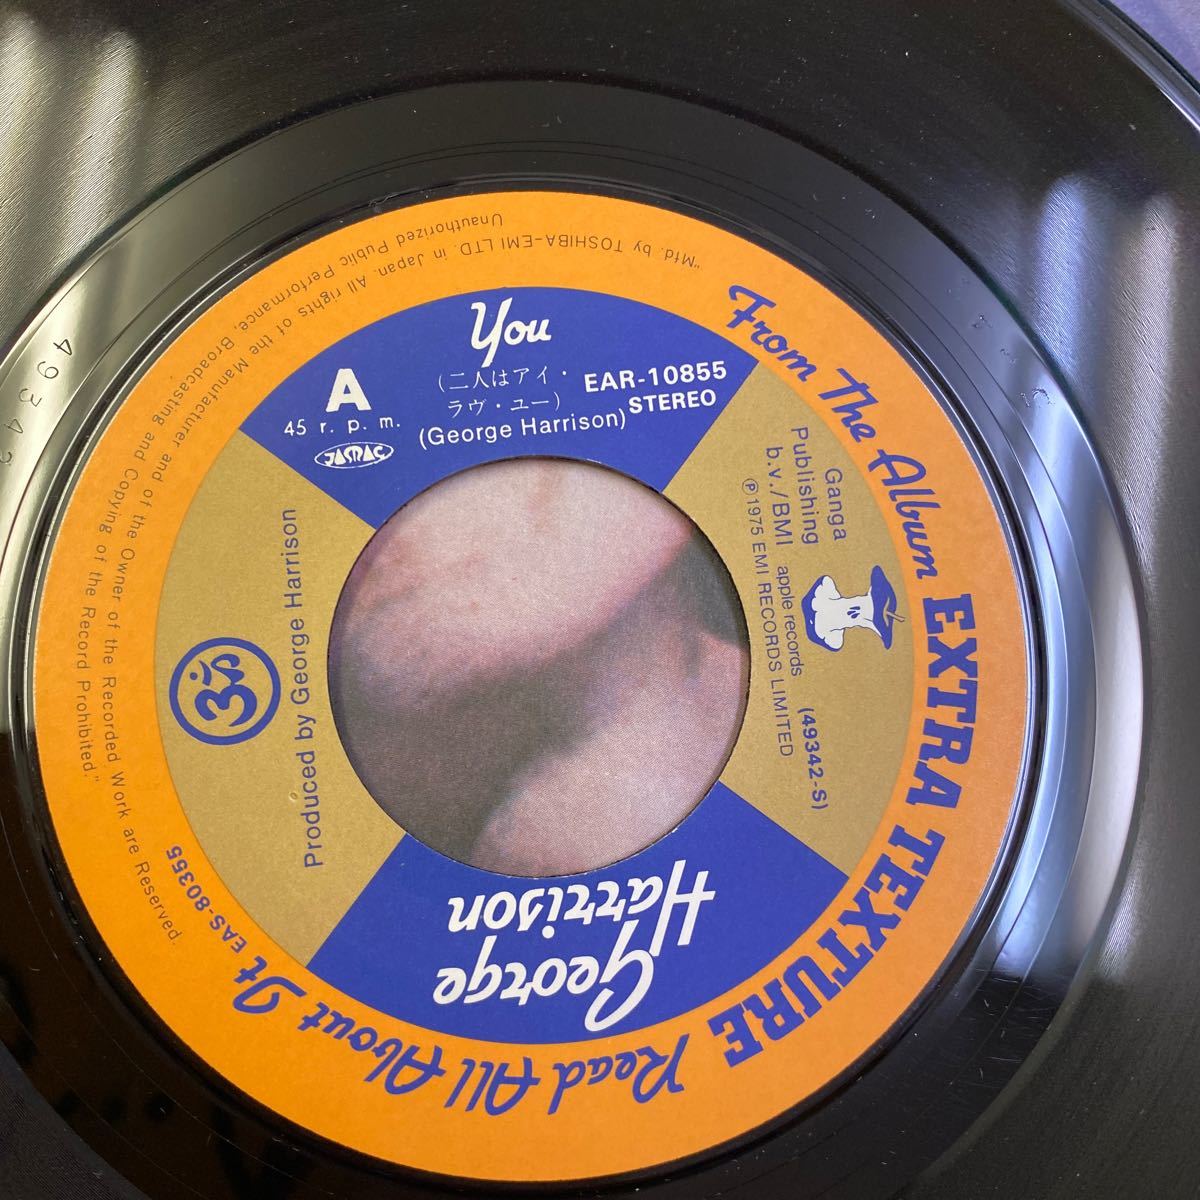 You
(二人はアイ・
ラヴ・ユー)
(George Harrison)
EAR-10855
STEREO
A
45 r.p.m.
JASRAC
Ganga
Publishing
b.v./BMI
apple records
℗ 1975 EMI RECORDS LIMITED
(49342-S)
Produced by George Harrison
ॐ
George
Harrison
From The Album EXTRA TEXTURE Read All About It EAS-80355
"Mfd. by TOSHIBA-EMI LTD. in Japan. All rights of the Manufacturer and of the Owner of the Recorded Work are Reserved.
Unauthorized Public Performance, Broadcasting and Copying of the Record Prohibited."
4934